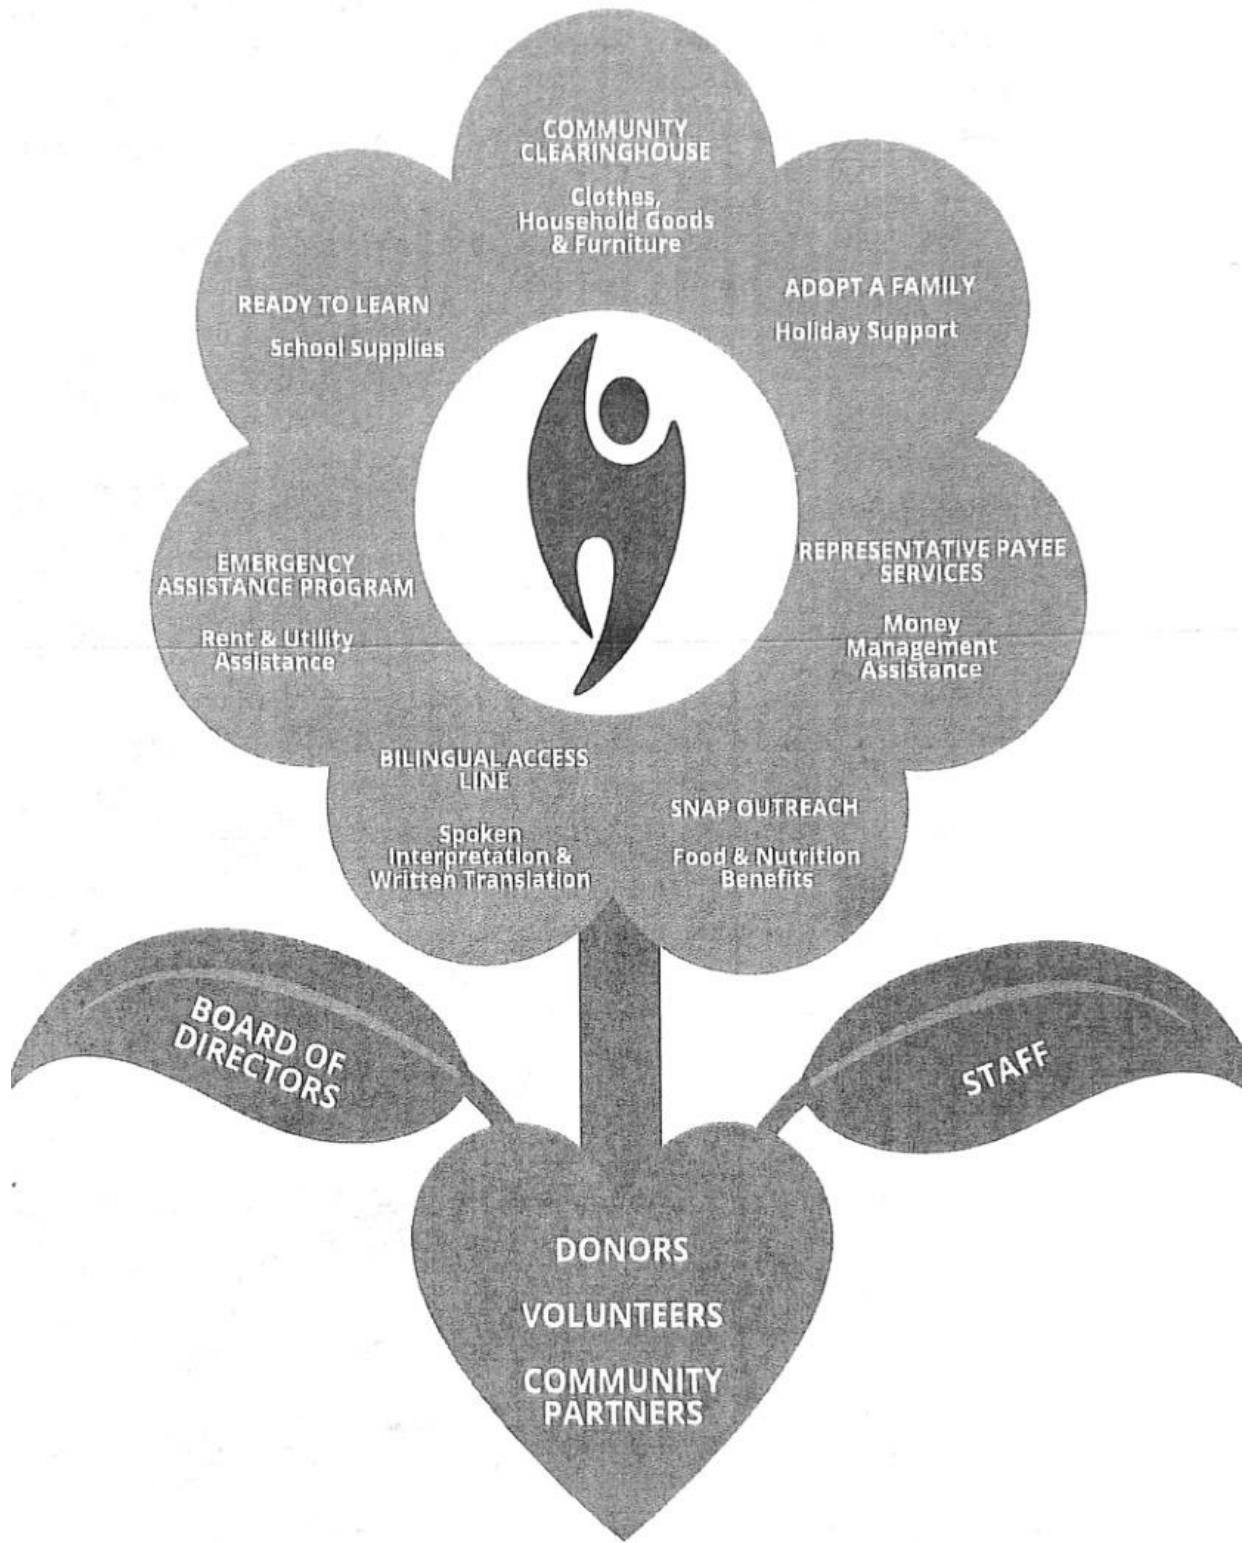 COMMUNITY
CLEARINGHOUSE
Clothes,
Household Goods
& Furniture
READY TO LEARN
School Supplies
ADOPT A FAMILY
Holiday Support
EMERGENCY
ASSISTANCE PROGRAM
Rent & Utility
Assistance
REPRESENTATIVE PAYEE
SERVICES
Money
Management
Assistance
BILINGUAL ACCESS
LINE
Spoken
Interpretation &
Written Translation
SNAP OUTREACH
Food & Nutrition
Benefits
BOARD OF
DIRECTORS
STAFF
DONORS
VOLUNTEERS
COMMUNITY
PARTNERS